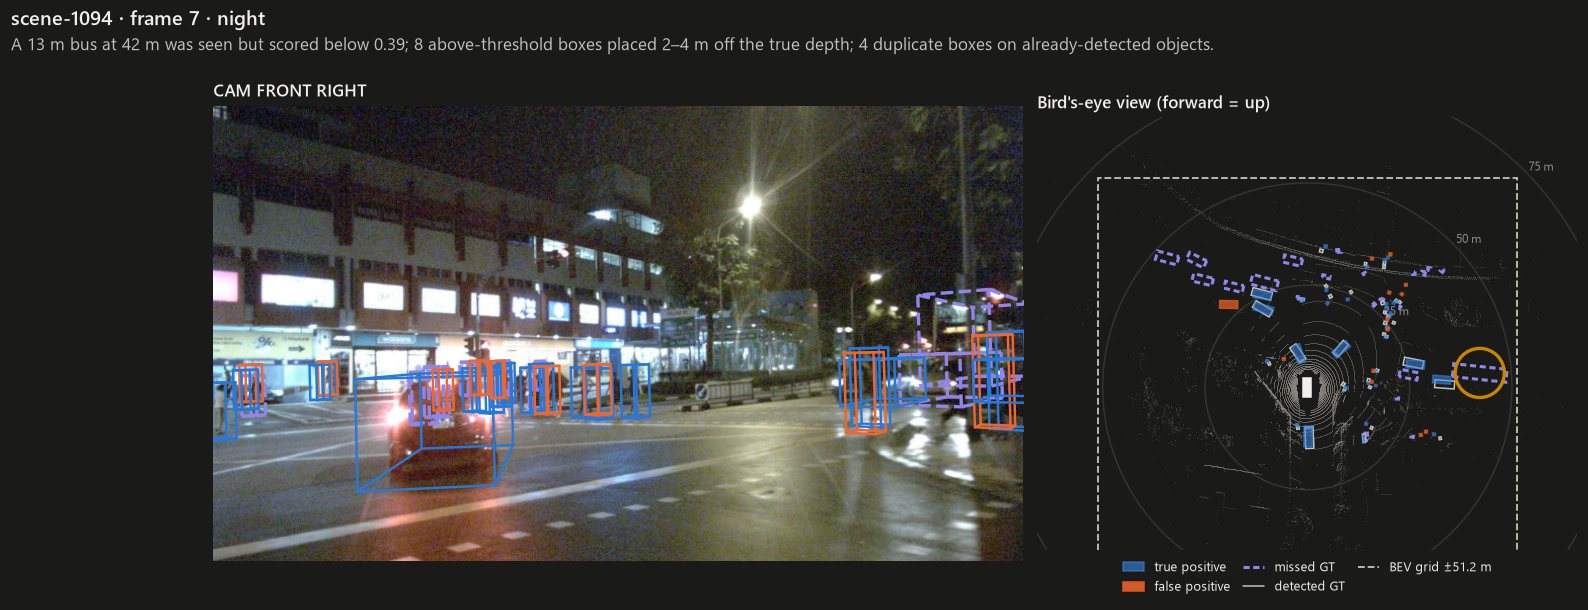 scene-1094 · frame 7 · night
A 13 m bus at 42 m was seen but scored below 0.39; 8 above-threshold boxes placed 2–4 m off the true depth; 4 duplicate boxes on already-detected objects.
CAM FRONT RIGHT
Bird's-eye view (forward = up)
75 m
50 m
watsons
true positive
missed GT
BEV grid ±51.2 m
false positive
detected GT